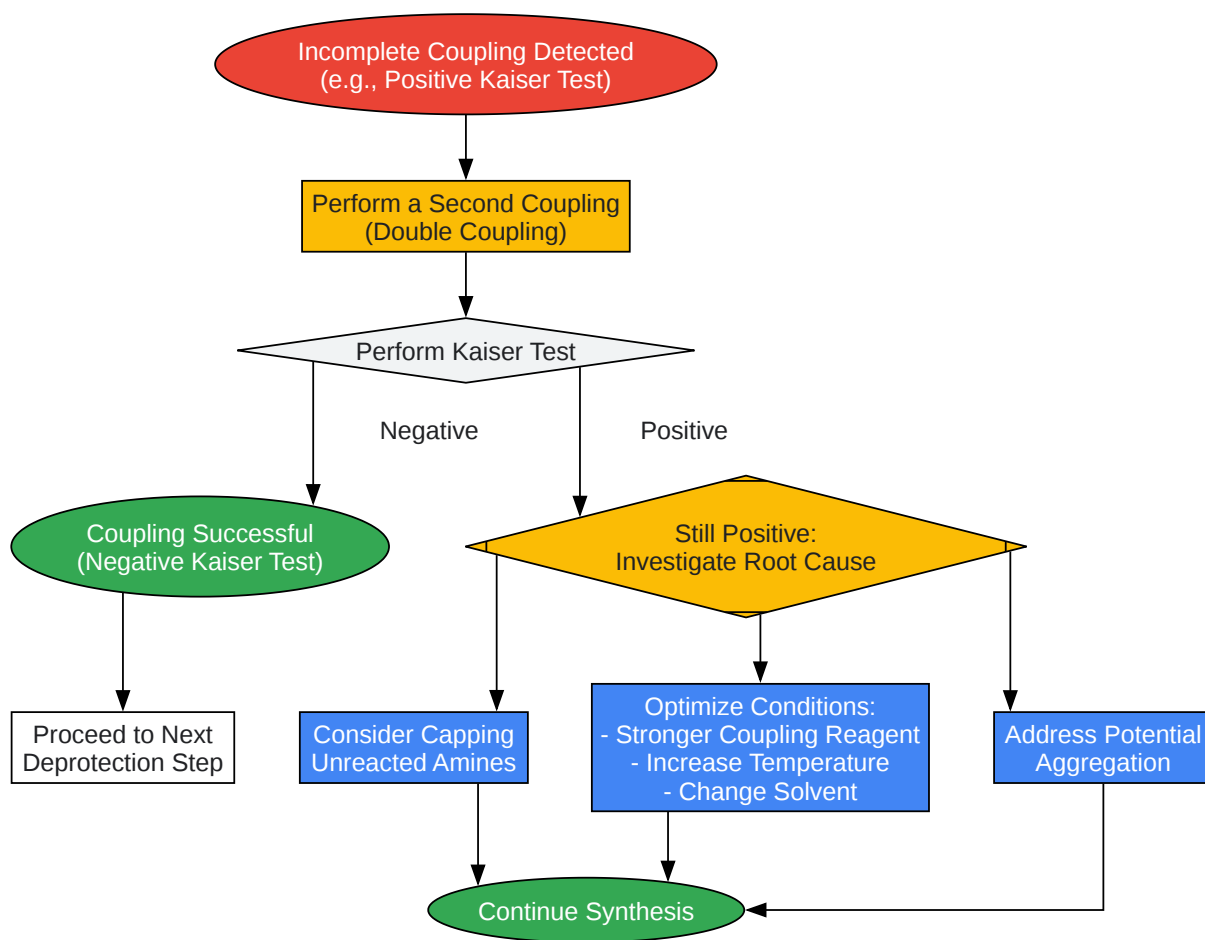 Incomplete Coupling Detected
(e.g., Positive Kaiser Test)
Perform a Second Coupling
(Double Coupling)
Perform Kaiser Test
Negative
Positive
Coupling Successful
(Negative Kaiser Test)
Still Positive:
Investigate Root Cause
Proceed to Next
Deprotection Step
Consider Capping
Unreacted Amines
Optimize Conditions:
- Stronger Coupling Reagent
- Increase Temperature
- Change Solvent
Address Potential
Aggregation
Continue Synthesis